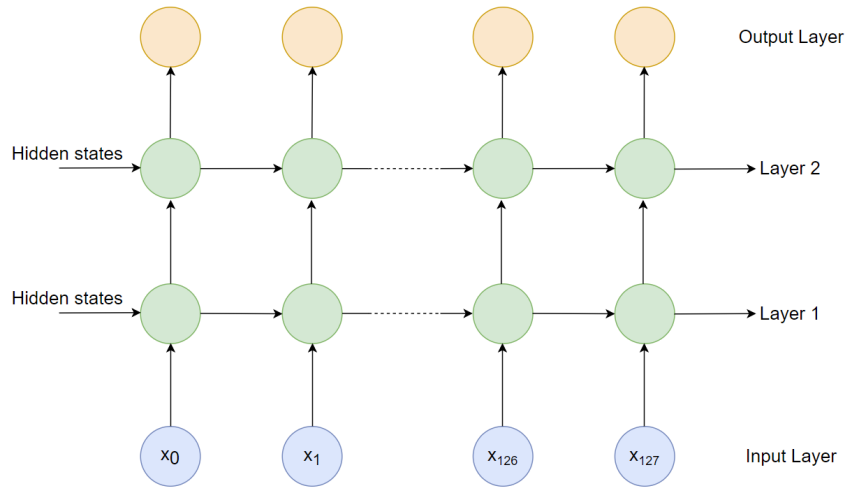 Output Layer
Hidden states
Layer 2
Hidden states
Layer 1
x0 x1 x126 x127 Input Layer